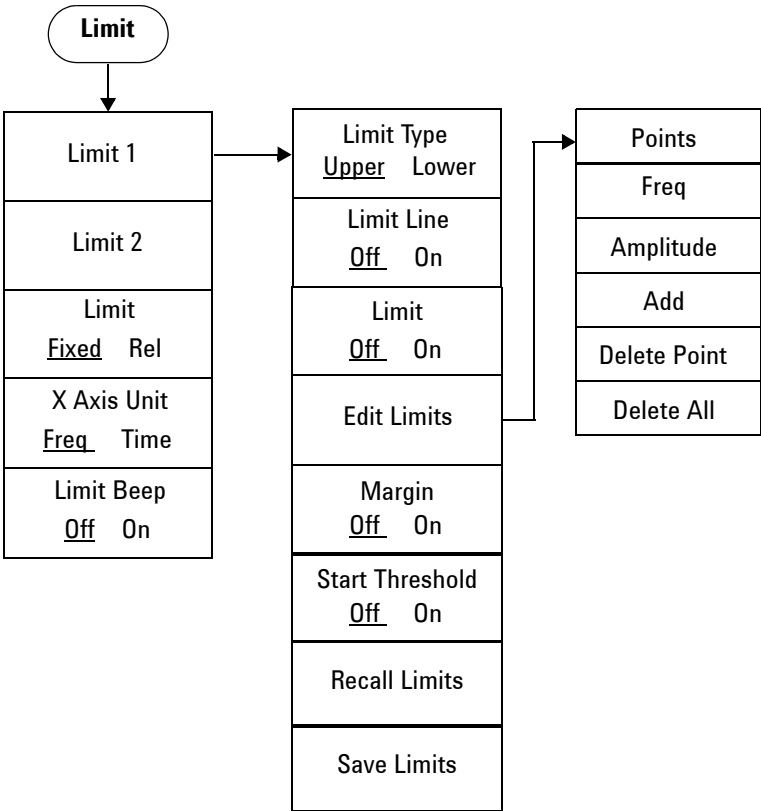 Limit
Limit 1
Limit 2
Limit
Fixed Rel
X Axis Unit
Freq Time
Limit Beep
Off On
Limit Type
Upper Lower
Limit Line
Off On
Limit
Off On
Edit Limits
Margin
Off On
Start Threshold
Off On
Recall Limits
Save Limits
Points
Freq
Amplitude
Add
Delete Point
Delete All